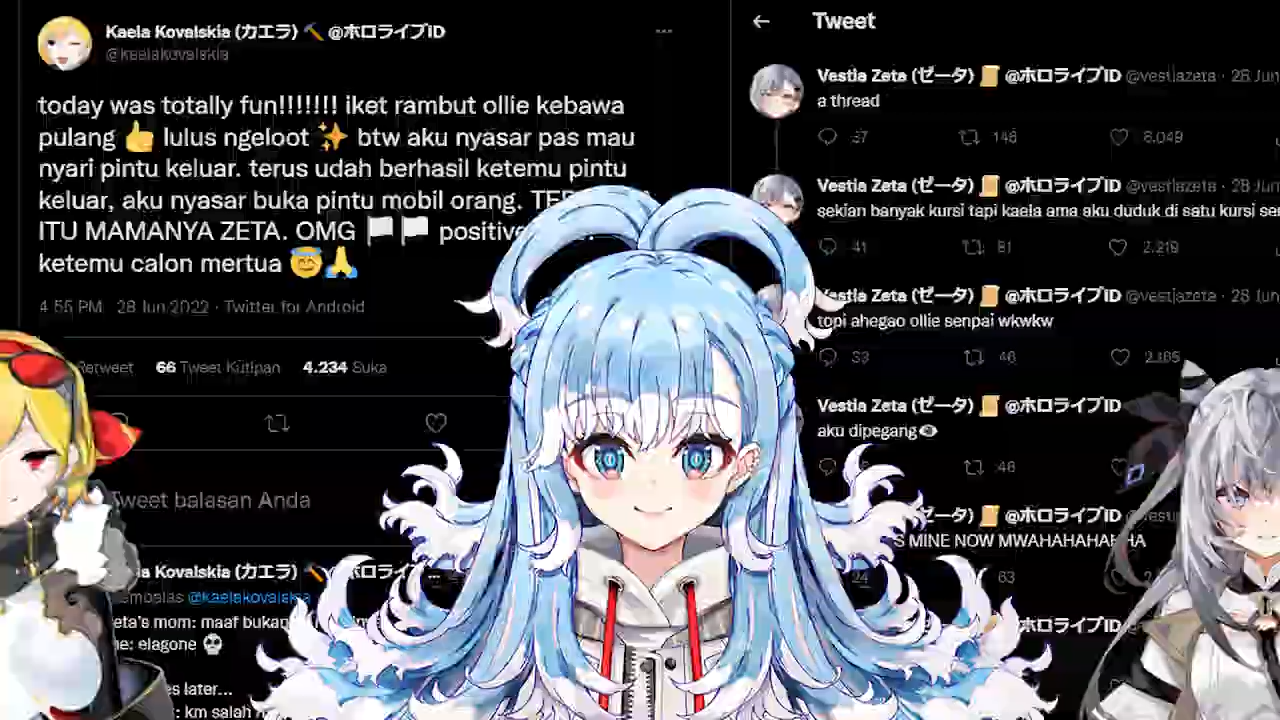 Kaela Kovalskia (カエラ) 🔨 @ホロライブID
@kaelakovalskia
today was totally fun!!!!!!! iket rambut ollie kebawa
pulang 👍 lulus ngeloot ✨ btw aku nyasar pas mau
nyari pintu keluar. terus udah berhasil ketemu pintu
keluar, aku nyasar buka pintu mobil orang.
ITU MAMANYA ZETA. OMG 🏳🏳 positive
ketemu calon mertua 😇🙏
4:55 PM · 28 Jun 2022 · Twitter for Android
Retweet 66 Tweet Kutipan 4.234 Suka
Tweet balasan Anda
Kovalskia (カエラ)
@kaelakovalskia
mom: maaf bukan
elagone 💀
later...
km salah
Tweet
Vestia Zeta (ゼータ) 📜 @ホロライブID @vestiazeta · 28 Jun
a thread
37 146 6.049
Vestia Zeta (ゼータ) 📜 @ホロライブID @vestiazeta · 28 Jun
sekian banyak kursi tapi kaela ama aku duduk di satu kursi
41 81 2.219
Vestia Zeta (ゼータ) 📜 @ホロライブID @vestiazeta · 28 Jun
topi ahegao ollie senpai wkwkw
33 46 2.165
Vestia Zeta (ゼータ) 📜 @ホロライブID
aku dipegang👁
48
📜 @ホロライブID
MINE NOW
24 63